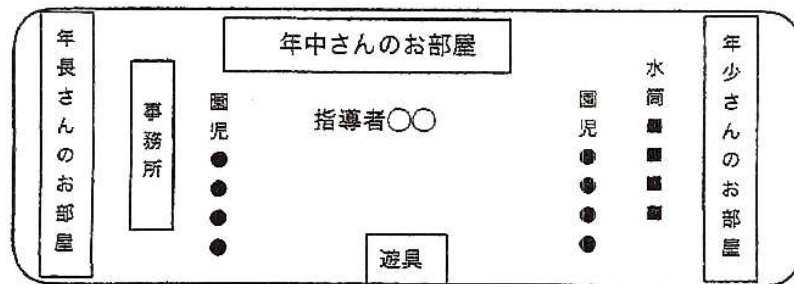 年長さんのお部屋
事務所
園児
年中さんのお部屋
指導者○○
遊具
園児
水筒
年少さんのお部屋